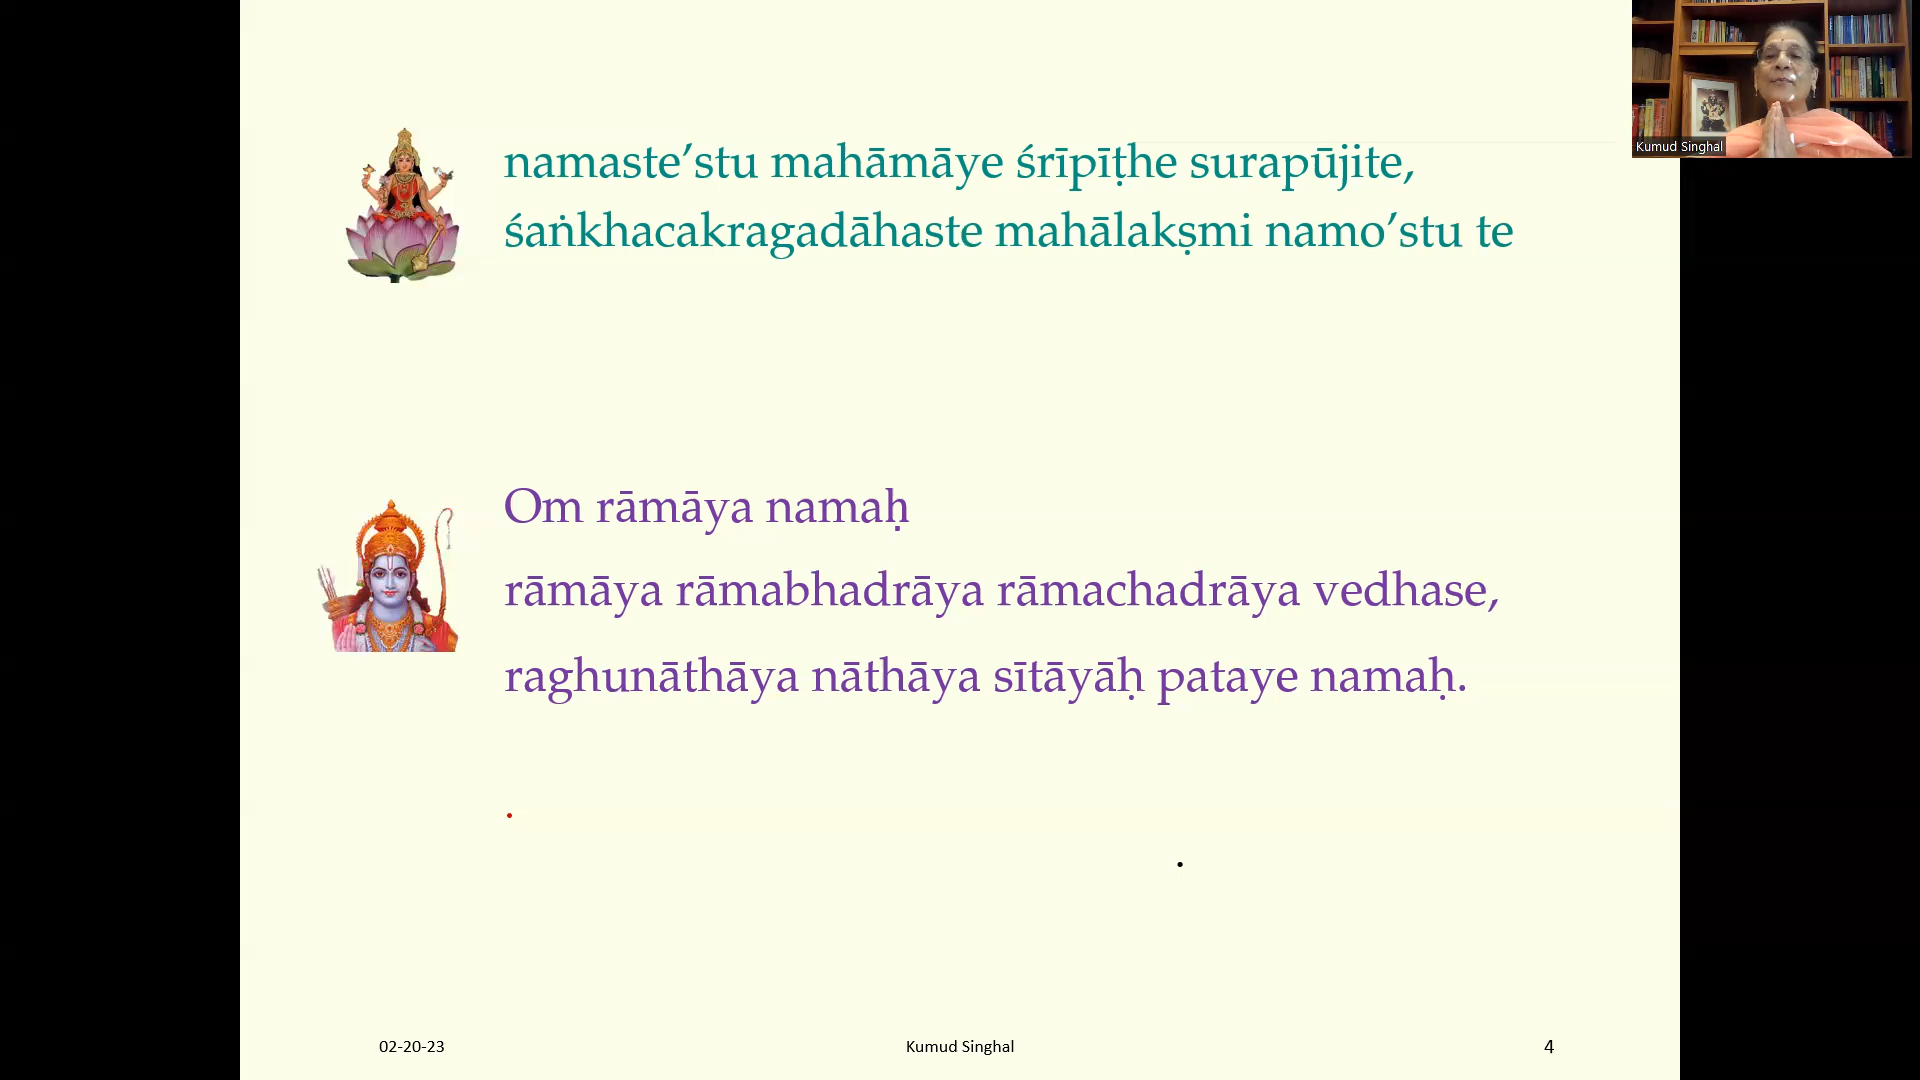 namaste’stu mahāmāye śrīpīṭhe surapūjite,
śaṅkhacakragadāhaste mahālakṣmi namo’stu te
Om rāmāya namaḥ
rāmāya rāmabhadrāya rāmachadrāya vedhase,
raghunāthāya nāthāya sītāyāḥ pataye namaḥ.
.
.
02-20-23
Kumud Singhal
4
Kumud Singhal